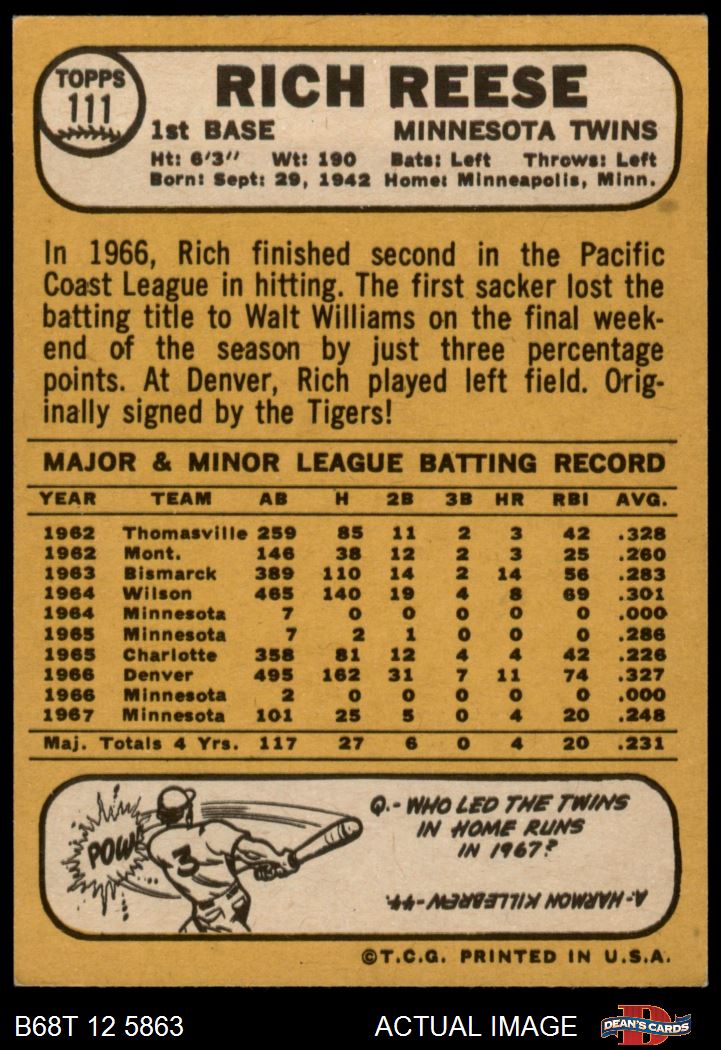 TOPPS
111
RICH REESE
1st BASE MINNESOTA TWINS
Ht: 6'3" Wt: 190 Bats: Left Throws: Left
Born: Sept: 29, 1942 Home: Minneapolis, Minn.
In 1966, Rich finished second in the Pacific
Coast League in hitting. The first sacker lost the
batting title to Walt Williams on the final week-
end of the season by just three percentage
points. At Denver, Rich played left field. Orig-
inally signed by the Tigers!
MAJOR & MINOR LEAGUE BATTING RECORD
YEAR TEAM AB H 2B 3B HR RBI AVG.
1962 Thomasville 259 85 11 2 3 42 .328
1962 Mont. 146 38 12 2 3 25 .260
1963 Bismarck 389 110 14 2 14 56 .283
1964 Wilson 465 140 19 4 8 69 .301
1964 Minnesota 7 0 0 0 0 0 .000
1965 Minnesota 7 2 1 0 0 0 .286
1965 Charlotte 358 81 12 4 4 42 .226
1966 Denver 495 162 31 7 11 74 .327
1966 Minnesota 2 0 0 0 0 0 .000
1967 Minnesota 101 25 5 0 4 20 .248
Maj. Totals 4 Yrs. 117 27 6 0 4 20 .231
POW!
3
Q.- WHO LED THE TWINS
IN HOME RUNS
IN 1967?
A- HARMON KILLEBREW -44.
©T.C.G. PRINTED IN U.S.A.
B68T 12 5863 ACTUAL IMAGE
D
DEAN'S CARDS